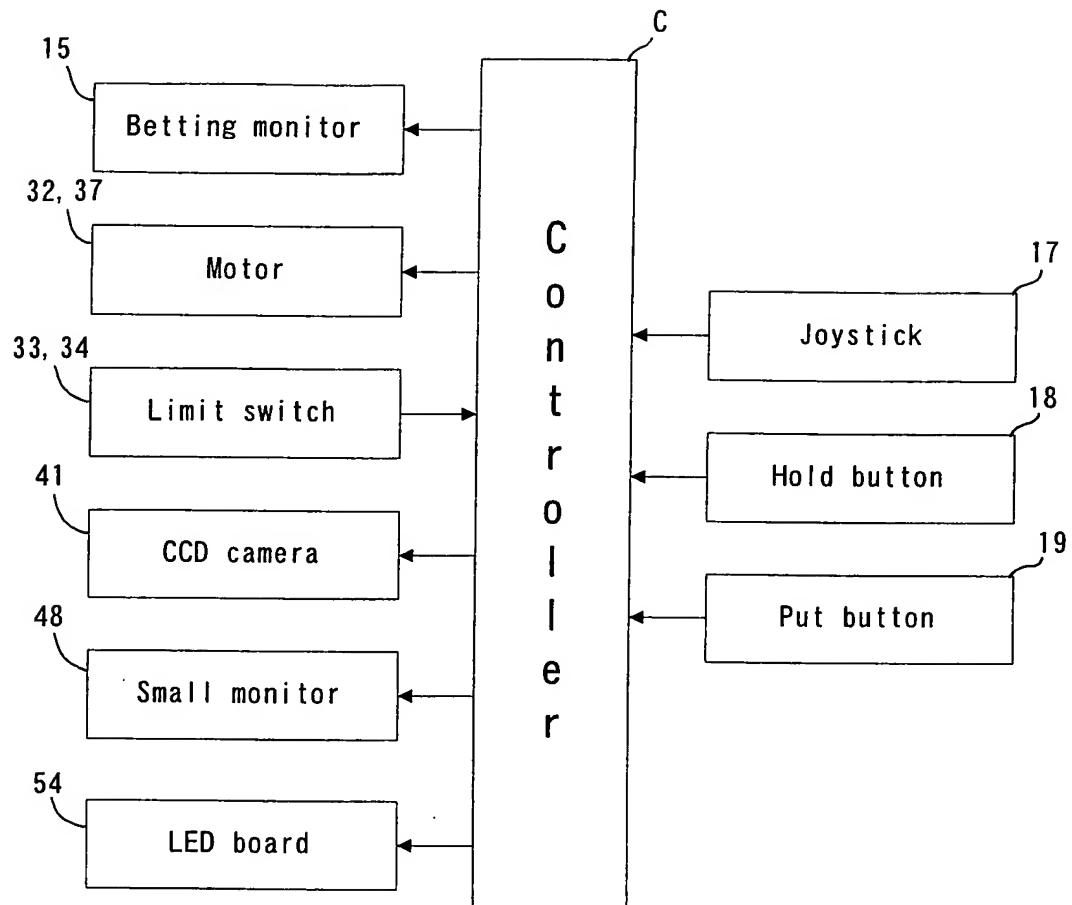 C
15
Betting monitor
32, 37
Motor
33, 34
Limit switch
41
CCD camera
48
Small monitor
54
LED board
Controller
17
Joystick
18
Hold button
19
Put button